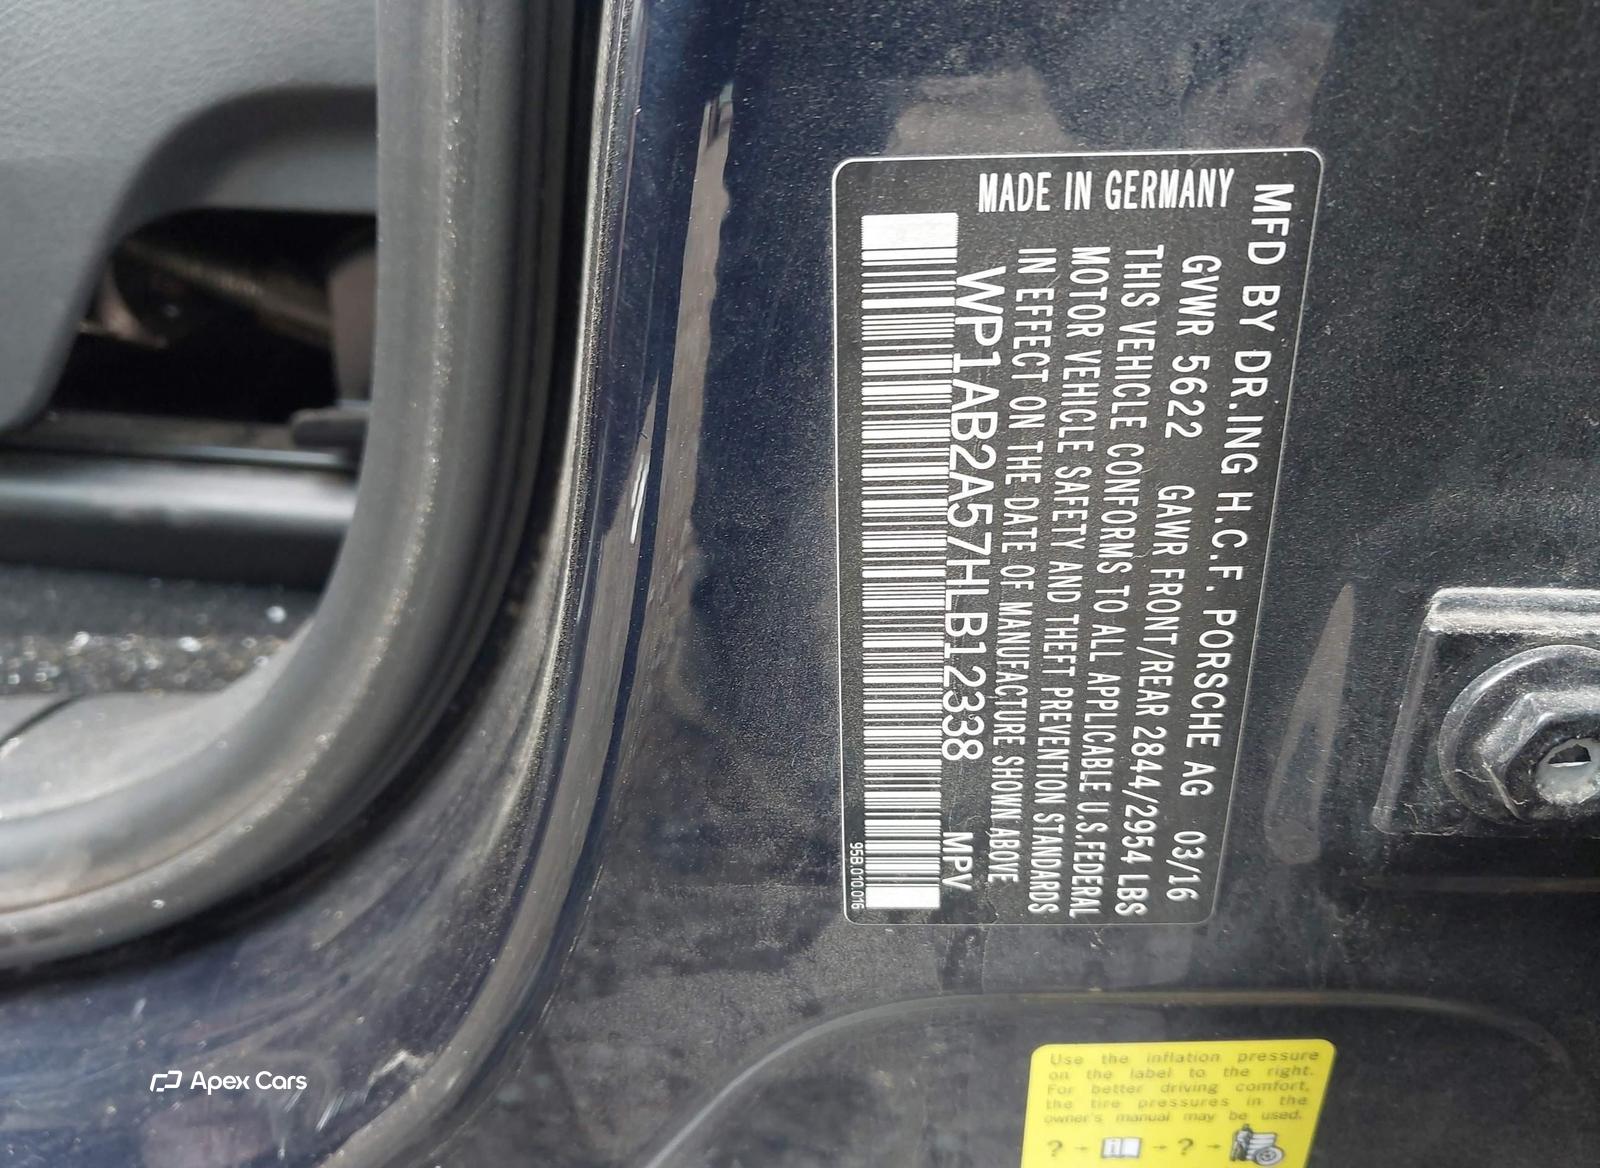 MFD BY DR.ING H.C.F. PORSCHE AG 03/16
GVWR 5622 GAWR FRONT/REAR 2844/2954 LBS
THIS VEHICLE CONFORMS TO ALL APPLICABLE U.S.FEDERAL
MOTOR VEHICLE SAFETY AND THEFT PREVENTION STANDARDS
IN EFFECT ON THE DATE OF MANUFACTURE SHOWN ABOVE
WP1AB2A57HLB12338 MPV
95B.010.016
MADE IN GERMANY
Use the inflation pressure
on the label to the right.
For better driving comfort,
the tire pressures in the
owner's manual may be used.
? - i - ? -
Apex Cars